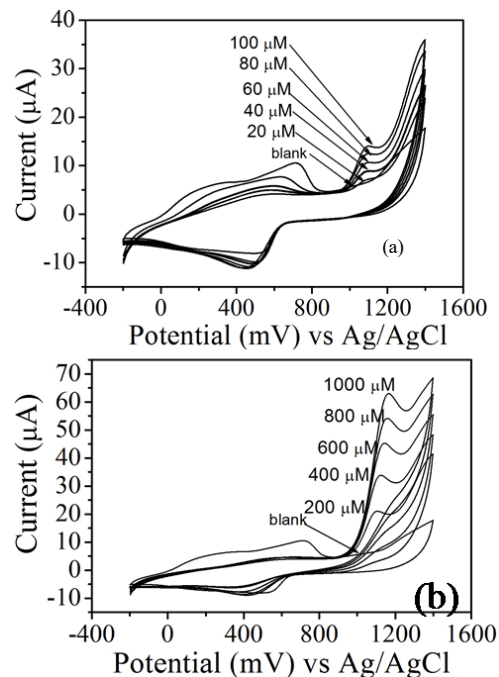 40
100 μM
80 μM
30
60 μM
40 μM
20
20 μM
blank
10
0
(a)
-10
-400 0 400 800 1200 1600
Current (μA)
Potential (mV) vs Ag/AgCl
70
1000 μM
60
800 μM
50
600 μM
40
400 μM
30
200 μM
20
blank
10
0
-10
(b)
-400 0 400 800 1200 1600
Current (μA)
Potential (mV) vs Ag/AgCl